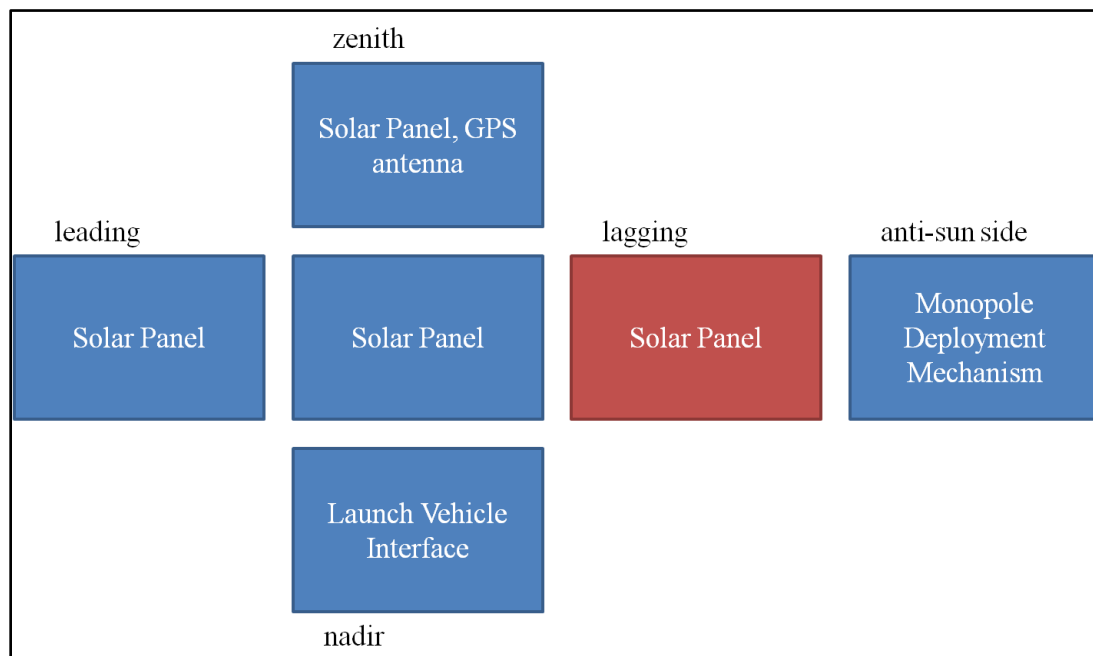 zenith
Solar Panel, GPS
antenna
leading
lagging
anti-sun side
Solar Panel
Solar Panel
Solar Panel
Monopole
Deployment
Mechanism
Launch Vehicle
Interface
nadir